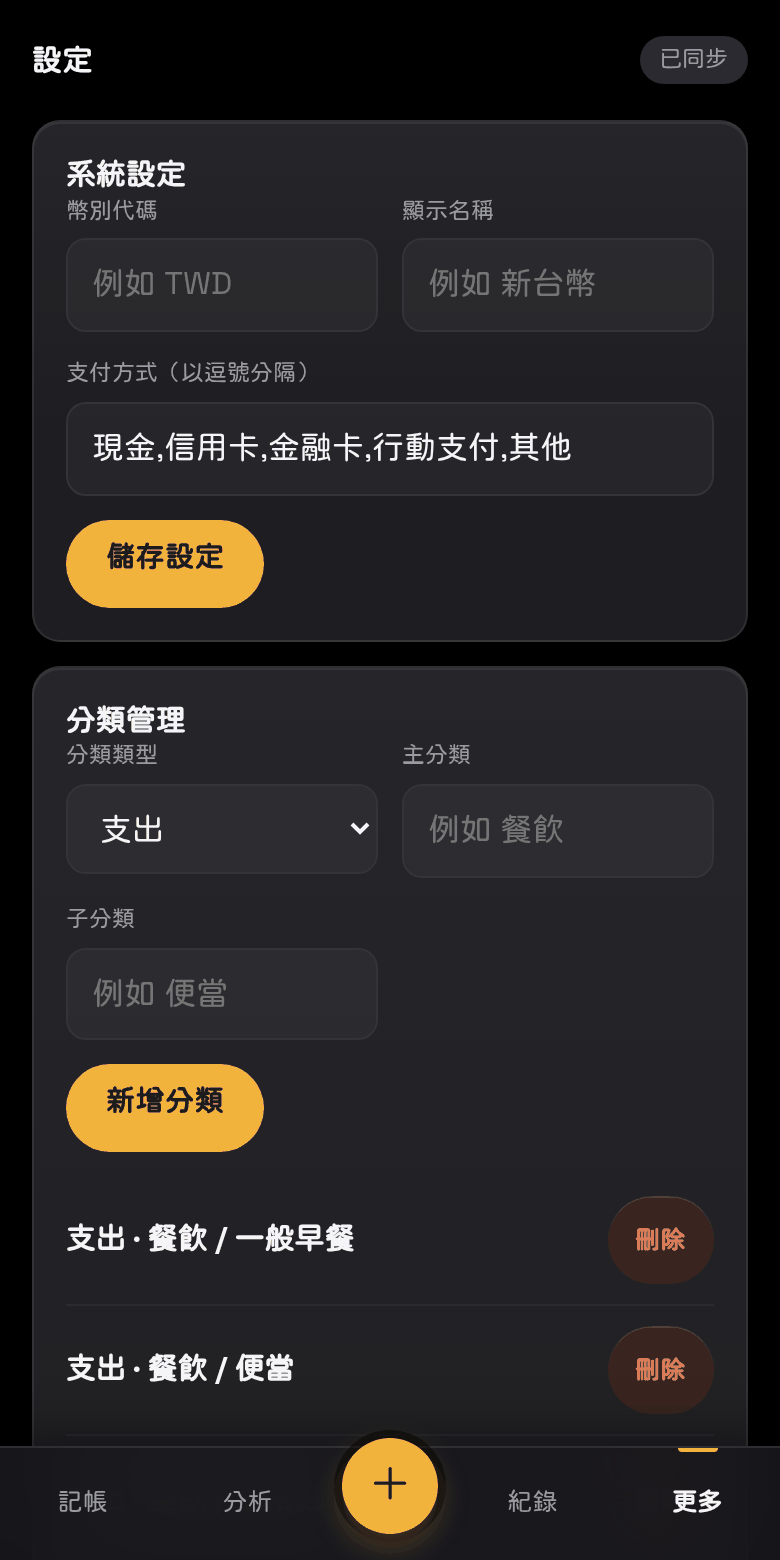 設定
已同步
系統設定
幣別代碼
顯示名稱
例如 TWD
例如 新台幣
支付方式（以逗號分隔）
現金,信用卡,金融卡,行動支付,其他
儲存設定
分類管理
分類類型
主分類
支出
例如 餐飲
子分類
例如 便當
新增分類
支出 · 餐飲 / 一般早餐
刪除
支出 · 餐飲 / 便當
刪除
記帳
分析
+
紀錄
更多